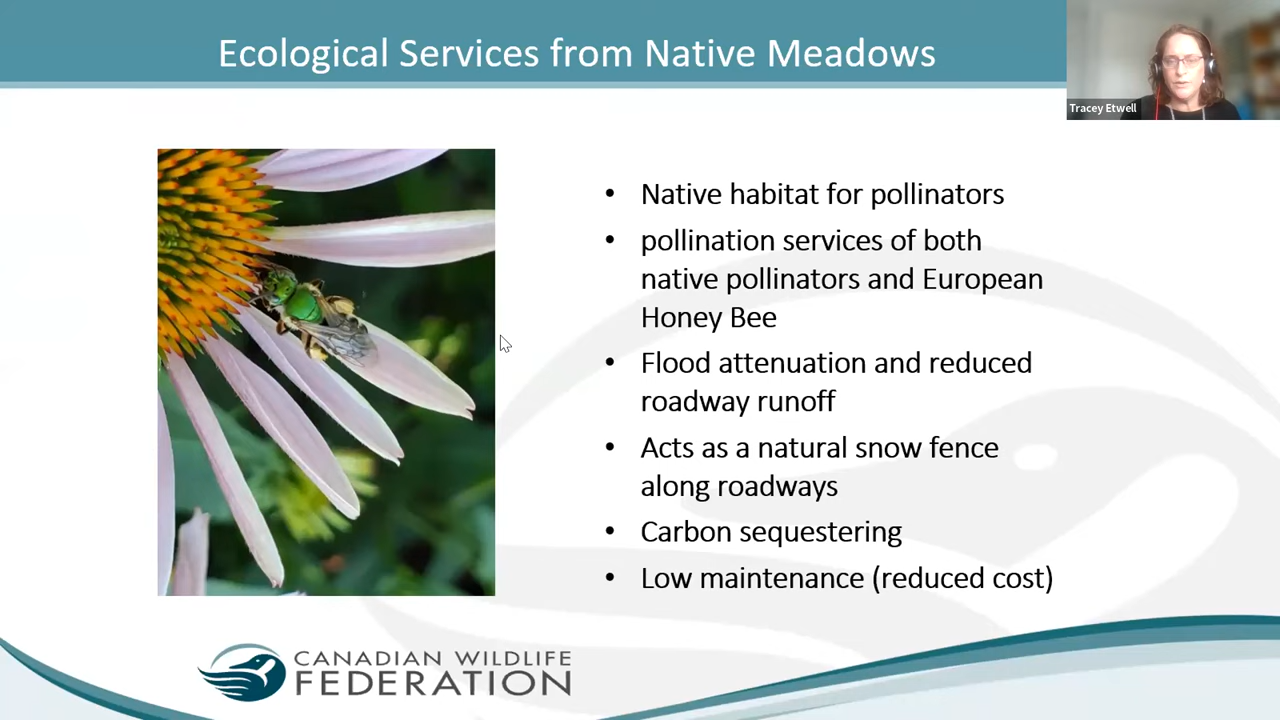 Ecological Services from Native Meadows
Tracey Etwell
• Native habitat for pollinators
• pollination services of both
native pollinators and European
Honey Bee
• Flood attenuation and reduced
roadway runoff
• Acts as a natural snow fence
along roadways
• Carbon sequestering
• Low maintenance (reduced cost)
CANADIAN WILDLIFE
FEDERATION